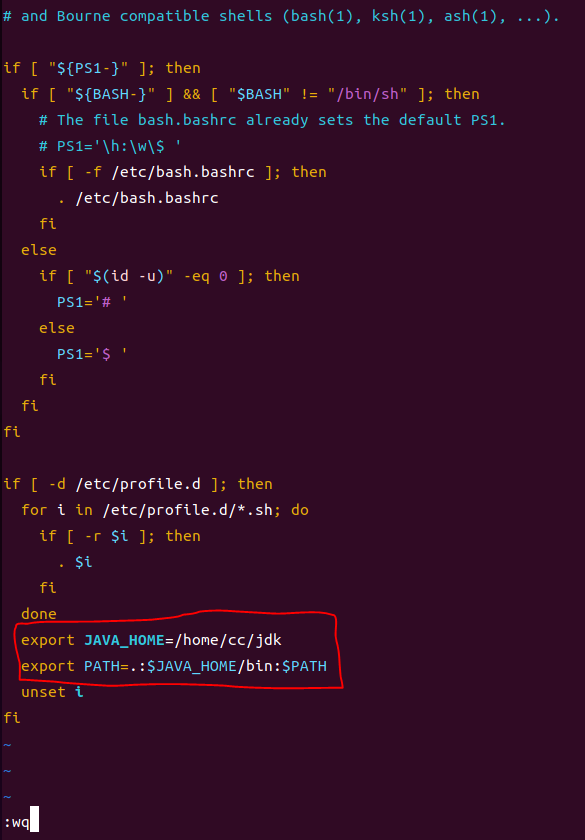 # and Bourne compatible shells (bash(1), ksh(1), ash(1), ...).

if [ "${PS1-}" ]; then
  if [ "${BASH-}" ] && [ "$BASH" != "/bin/sh" ]; then
    # The file bash.bashrc already sets the default PS1.
    # PS1='\h:\w\$ '
    if [ -f /etc/bash.bashrc ]; then
      . /etc/bash.bashrc
    fi
  else
    if [ "$(id -u)" -eq 0 ]; then
      PS1='# '
    else
      PS1='$ '
    fi
  fi
fi

if [ -d /etc/profile.d ]; then
  for i in /etc/profile.d/*.sh; do
    if [ -r $i ]; then
      . $i
    fi
  done
  export JAVA_HOME=/home/cc/jdk
  export PATH=.:$JAVA_HOME/bin:$PATH
  unset i
fi
~
~
~
:wq